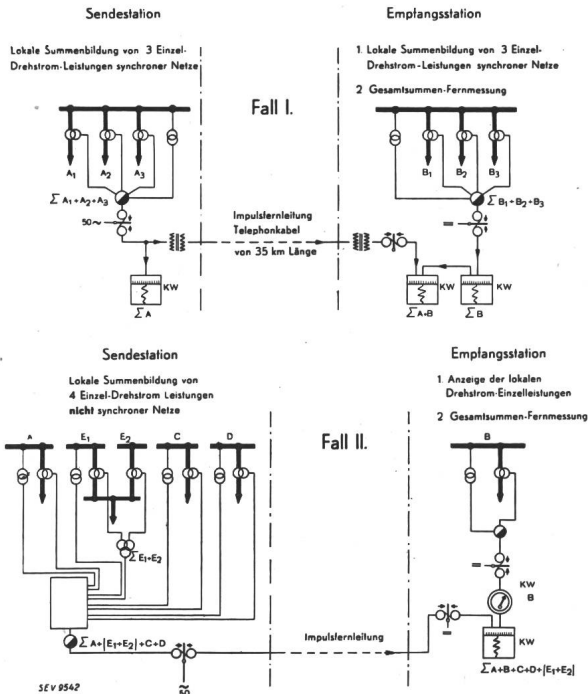 Sendestation
Empfangsstation
Lokale Summenbildung von 3 Einzel-
Drehstrom-Leistungen synchroner Netze
1. Lokale Summenbildung von 3 Einzel-
Drehstrom-Leistungen synchroner Netze
2 Gesamtsummen-Fernmessung
Fall I.
A1
A2
A3
B1
B2
B3
Σ A1+A2+A3
Σ B1+B2+B3
50~
=
Impulsfernleitung
Telephonkabel
von 35 km Länge
KW
KW
KW
Σ A
Σ A+B
Σ B
Sendestation
Empfangsstation
Lokale Summenbildung von
4 Einzel-Drehstrom Leistungen
nicht synchroner Netze
1. Anzeige der lokalen
Drehstrom-Einzelleistungen
2 Gesamtsummen-Fernmessung
Fall II.
A
E1
E2
C
D
B
Σ E1+E2
=
KW
B
=
KW
Σ A+|E1+E2|+C+D
Impulsfernleitung
Σ A+B+C+D+|E1+E2|
SEV 9542
~
50